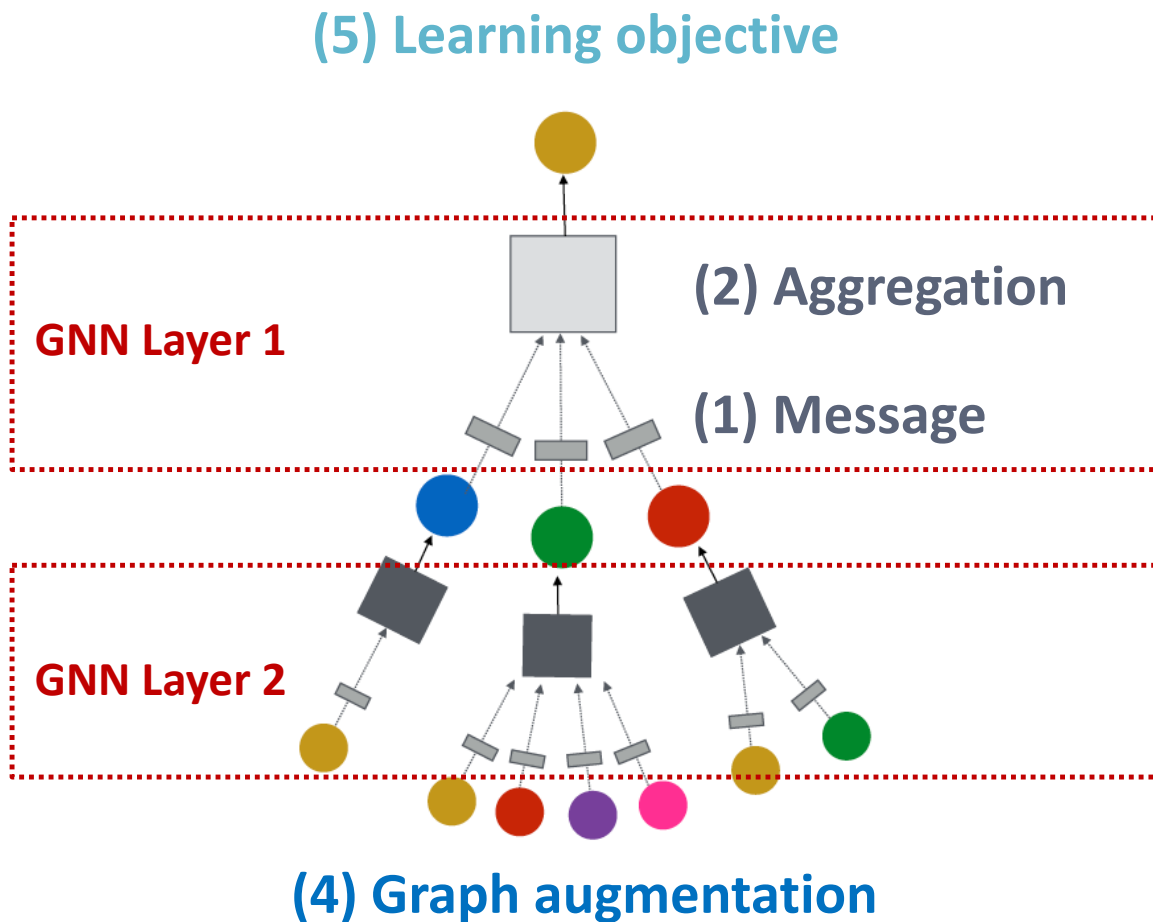 (5) Learning objective
(2) Aggregation
GNN Layer 1
(1) Message
GNN Layer 2
(4) Graph augmentation